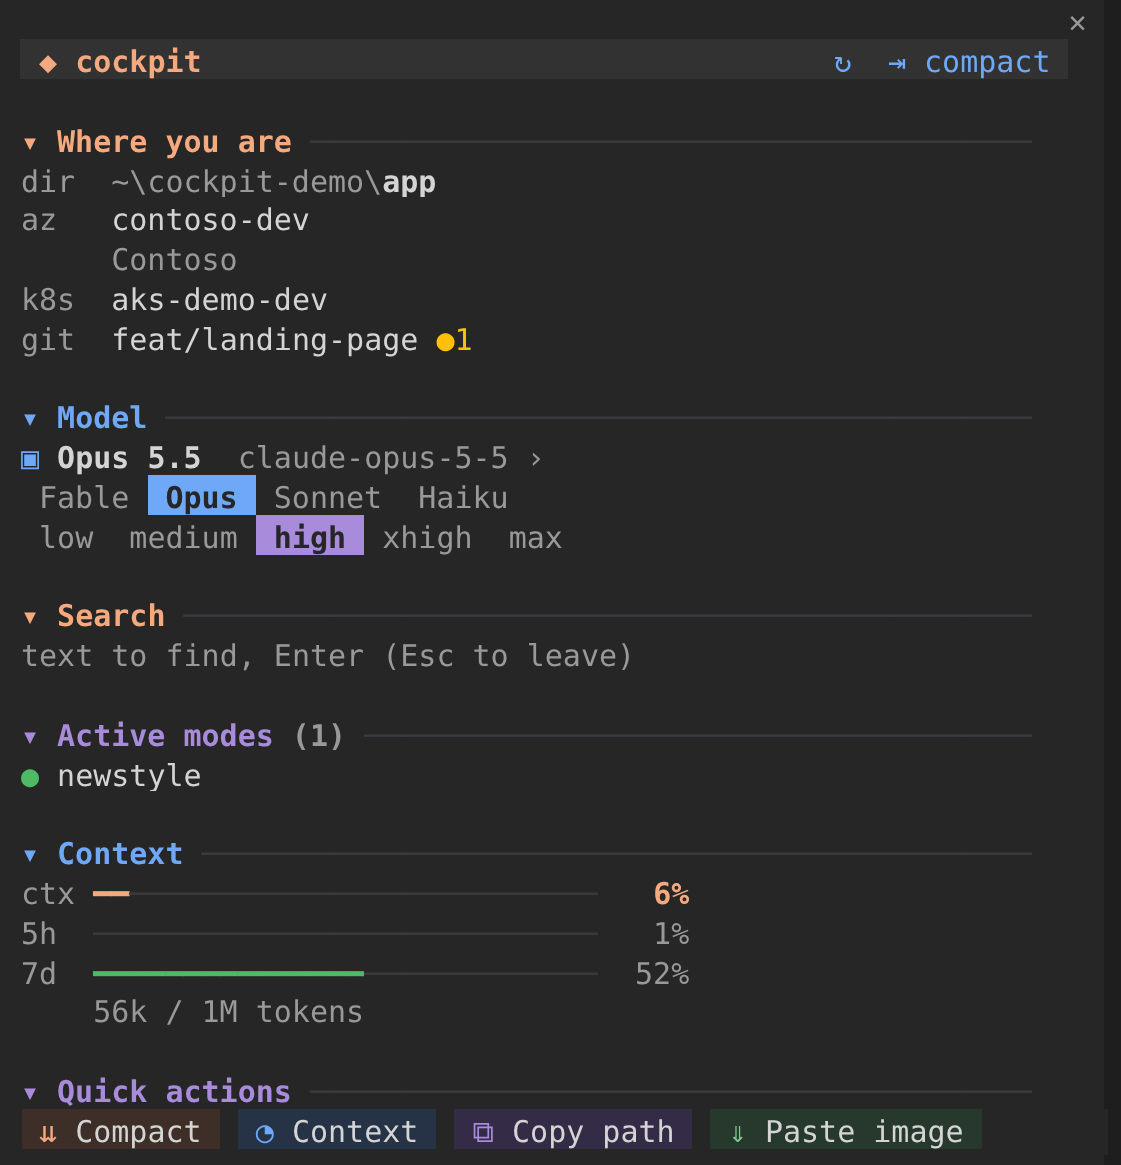 ×
◆ cockpit ↻ ⇥ compact
▾ Where you are
dir ~\cockpit-demo\app
az contoso-dev
Contoso
k8s aks-demo-dev
git feat/landing-page ●1
▾ Model
▣ Opus 5.5 claude-opus-5-5 ›
Fable Opus Sonnet Haiku
low medium high xhigh max
▾ Search
text to find, Enter (Esc to leave)
▾ Active modes (1)
● newstyle
▾ Context
ctx 6%
5h 1%
7d 52%
56k / 1M tokens
▾ Quick actions
⇊ Compact ◔ Context ⧉ Copy path ⇓ Paste image